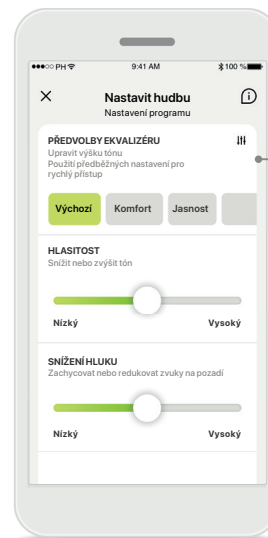 ●●●○○ PH 9:41 AM 100 %
Nastavit hudbu
Nastavení programu
PŘEDVOLBY EKVALIZÉRU
Upravit výšku
tónu
Použití předběžných nastavení pro
rychlý přístup
Výchozí Komfort Jasnost
HLASITOST
Snížit nebo zvýšit tón
Nízký Vysoký
SNÍŽENÍ HLUKU
Zachycovat nebo redukovat zvuky na pozadí
Nízký Vysoký